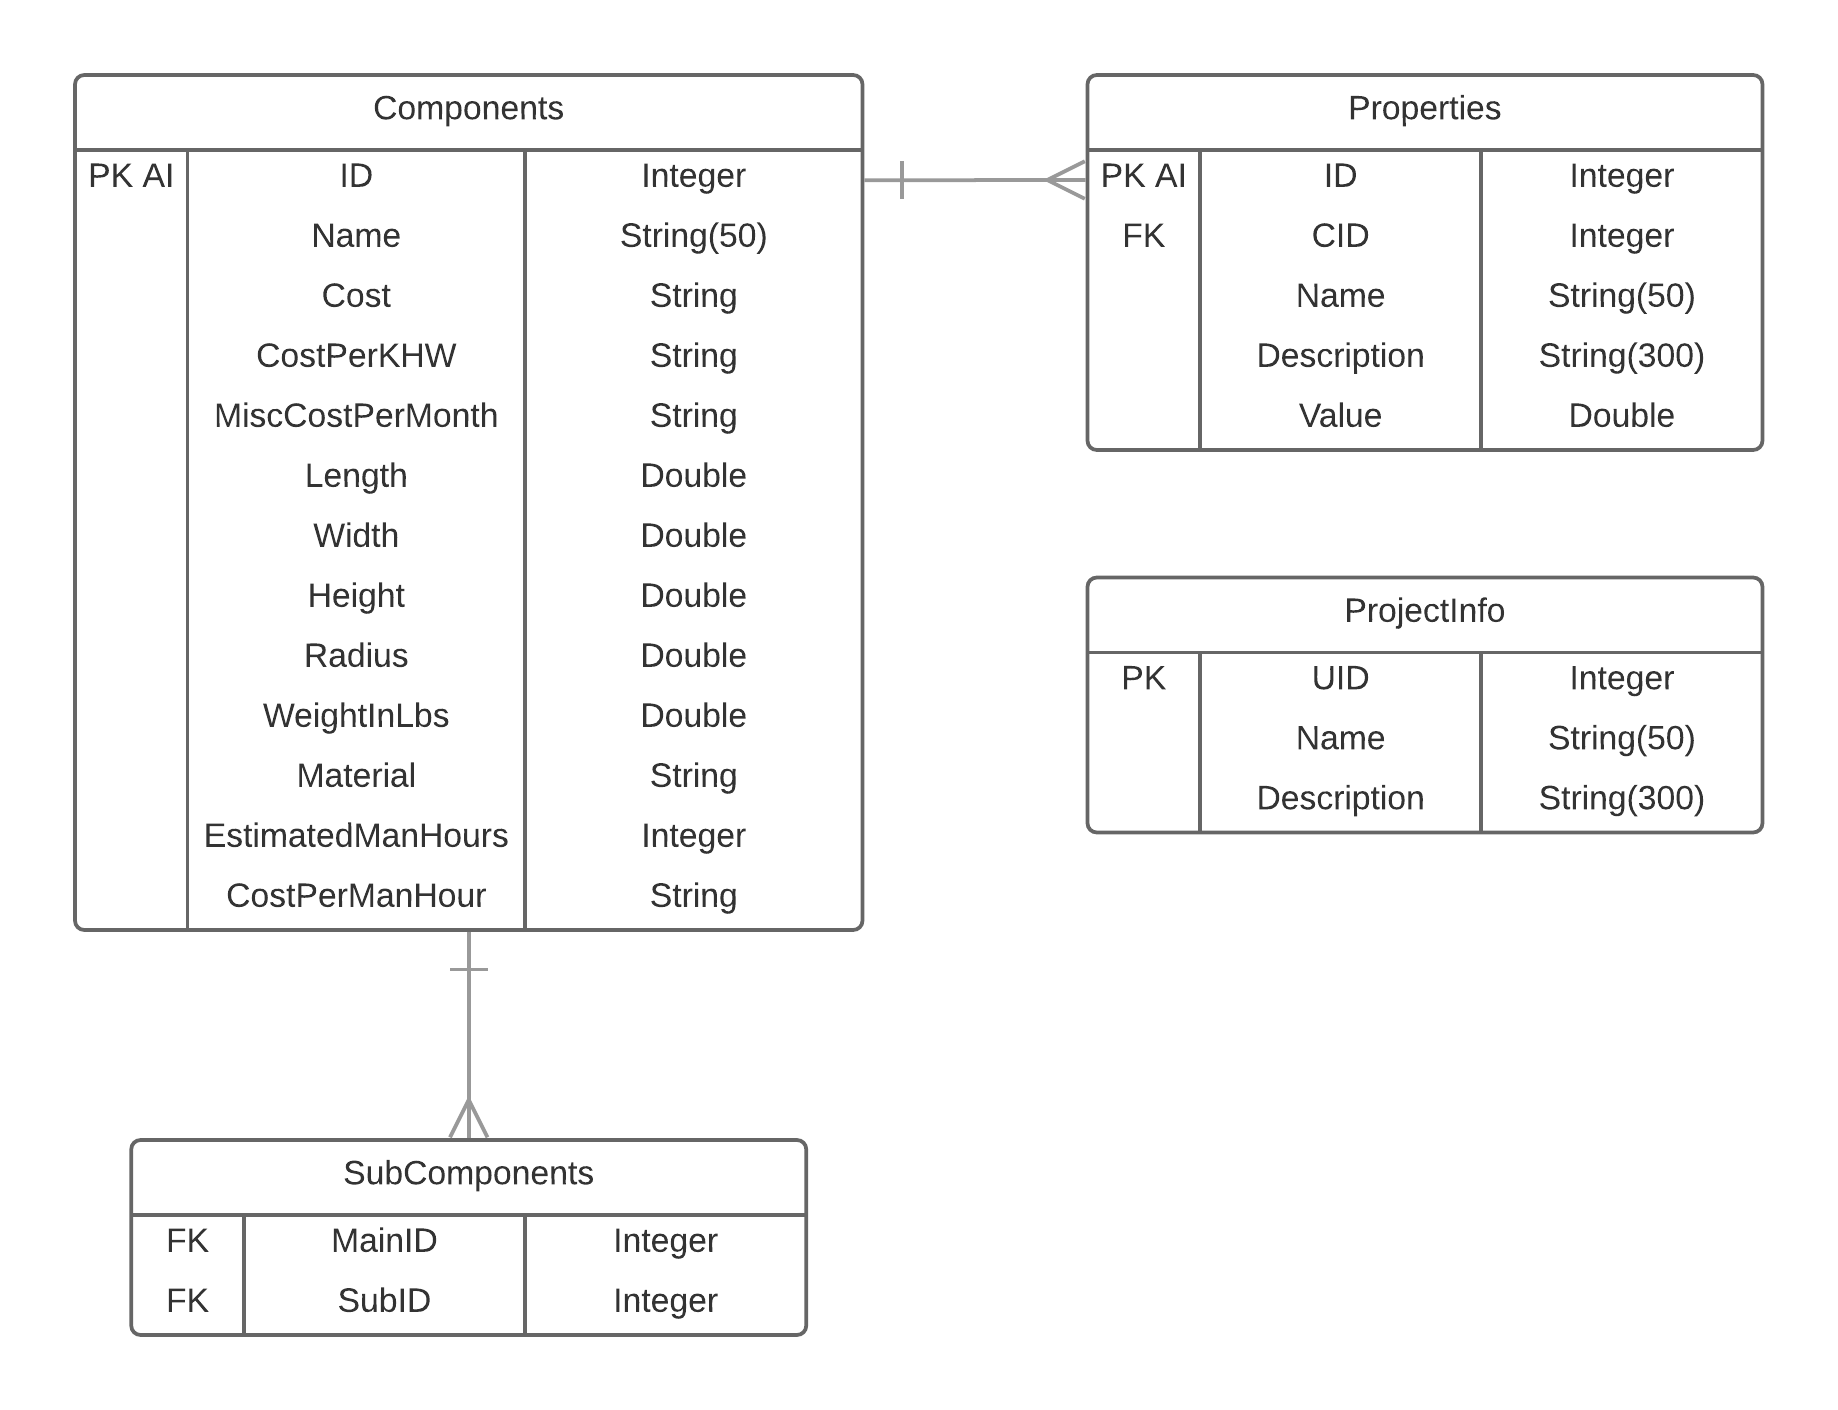 Components
PK AI ID Integer
Name String(50)
Cost String
CostPerKHW String
MiscCostPerMonth String
Length Double
Width Double
Height Double
Radius Double
WeightInLbs Double
Material String
EstimatedManHours Integer
CostPerManHour String
Properties
PK AI ID Integer
FK CID Integer
Name String(50)
Description String(300)
Value Double
ProjectInfo
PK UID Integer
Name String(50)
Description String(300)
SubComponents
FK MainID Integer
FK SubID Integer